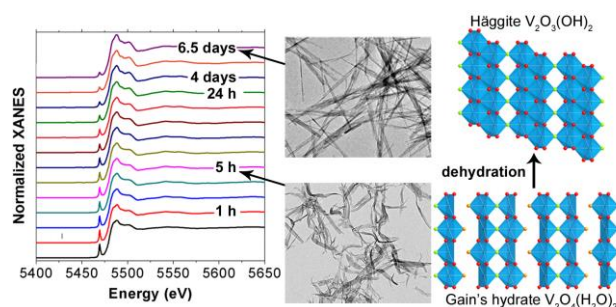 Normalized XANES
6.5 days
4 days
24 h
5 h
1 h
5400 5450 5500 5550 5600 5650
Energy (eV)
Häggite V₂O₃(OH)₂
dehydration
Gain's hydrate V₂O₄(H₂O)₂